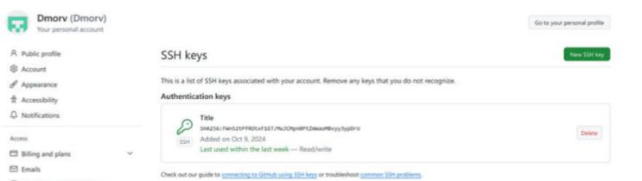 Dmorv (Dmorv)
Your personal account
Go to your personal profile
Public profile
Account
Appearance
Accessibility
Notifications
Access
Billing and plans
Emails
SSH keys
New SSH key
This is a list of SSH keys associated with your account. Remove any keys that you do not recognize.
Authentication keys
Title
SSH
Added on Oct 9, 2024
Last used within the last week — Read/write
Delete
Check out our guide to connecting to GitHub using SSH keys or troubleshoot common SSH problems.